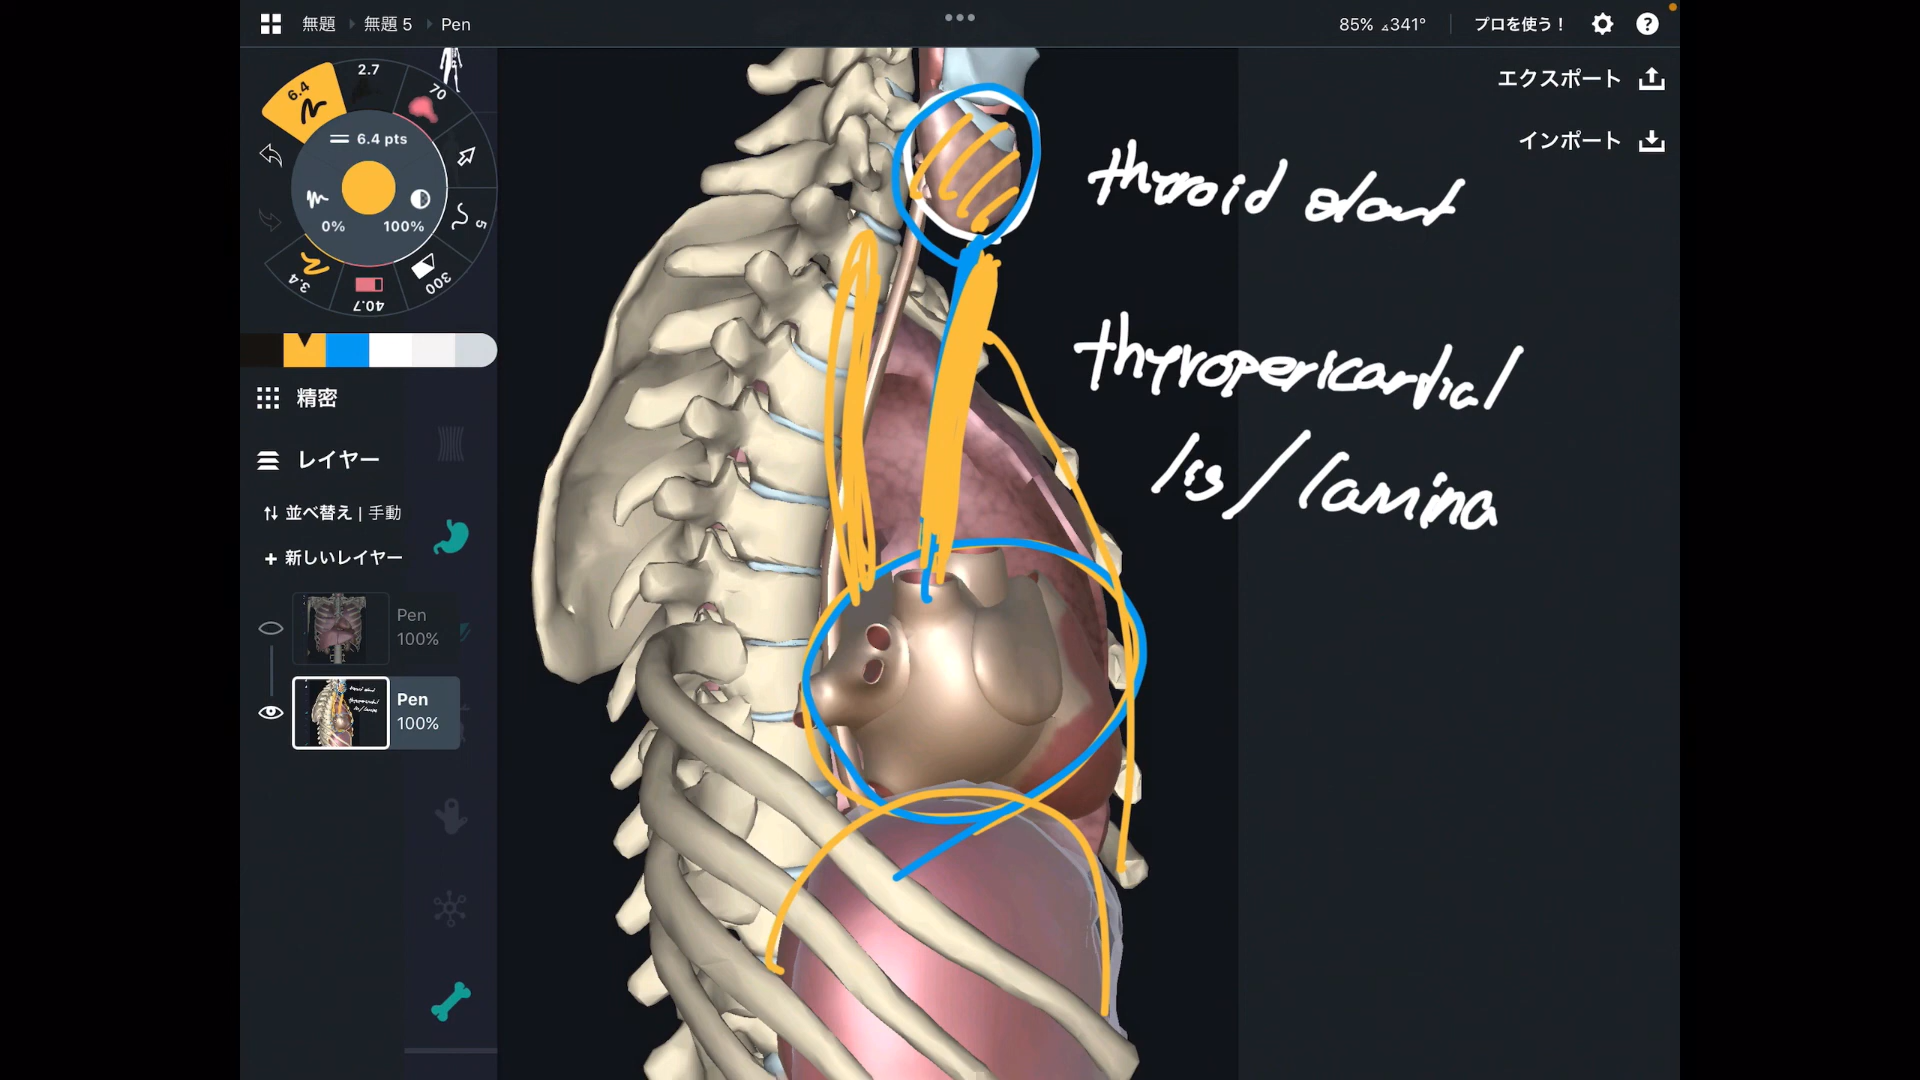 無題 無題 5 Pen
85% ⊿341° プロを使う！
エクスポート
インポート
2.7
6.4
70
6.4 pts
0% 100%
5
3.4
40.7
300
精密
レイヤー
並べ替え | 手動
+ 新しいレイヤー
Pen
100%
Pen
100%
thyroid
thyropericardial
lig/lamina